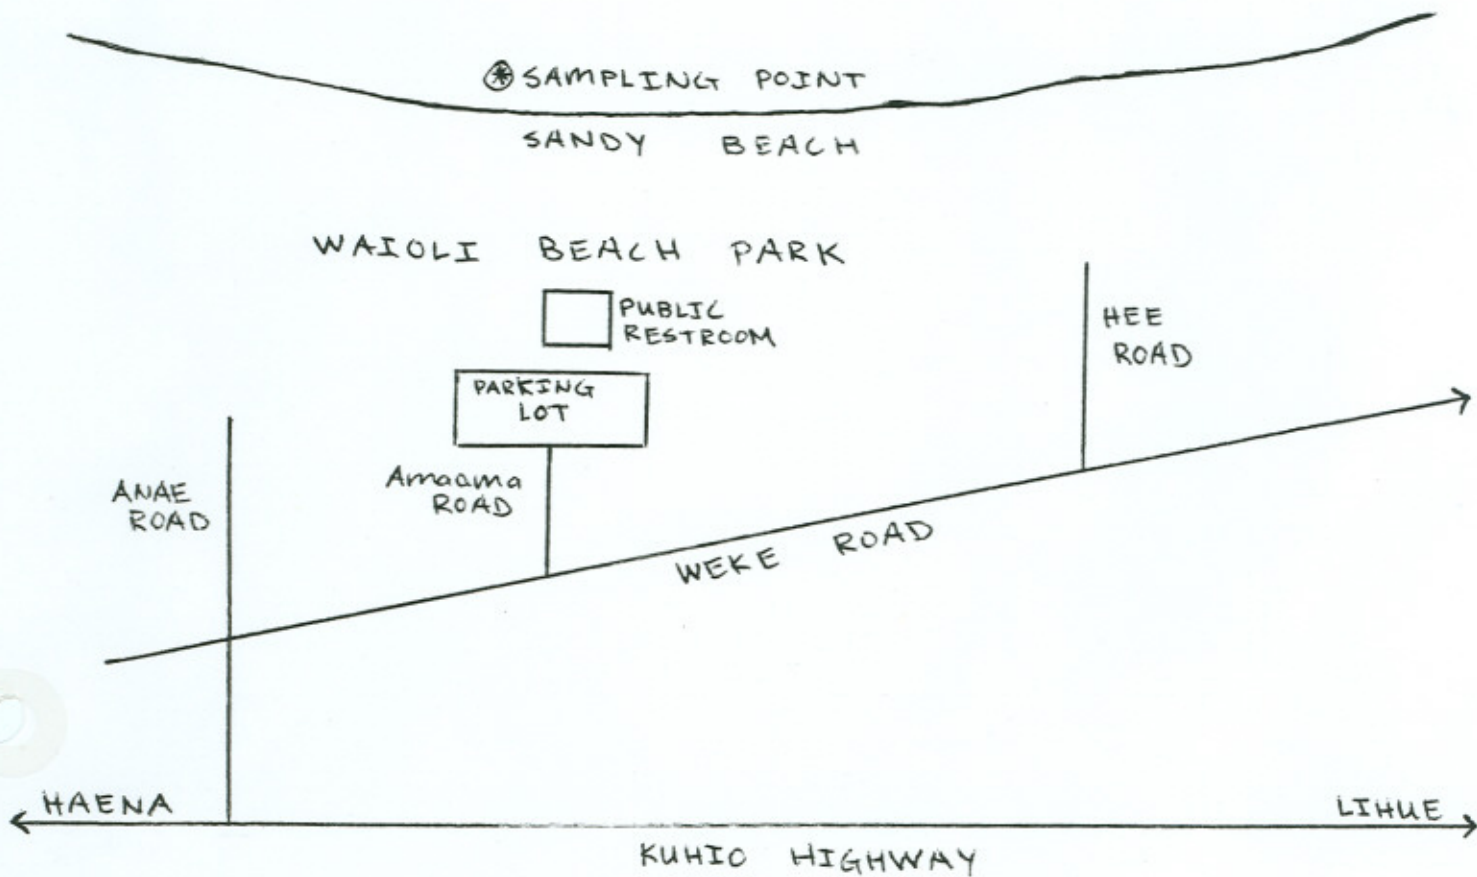 SAMPLING POINT
SANDY BEACH
WAIOLI BEACH PARK
PUBLIC
RESTROOM
HEE
ROAD
PARKING
LOT
ANAE
ROAD
Amaama
ROAD
WEKE ROAD
HAENA
LIHUE
KUHIO HIGHWAY